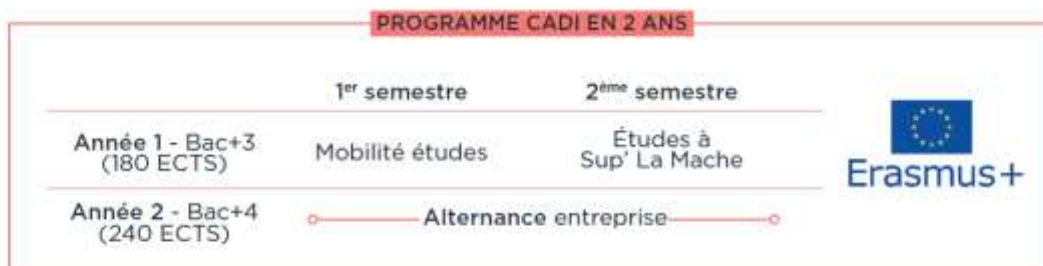 PROGRAMME CADI EN 2 ANS
1er semestre
2ème semestre
Année 1 - Bac+3
(180 ECTS)
Mobilité études
Études à
Sup' La Mache
Erasmus+
Année 2 - Bac+4
(240 ECTS)
Alternance entreprise